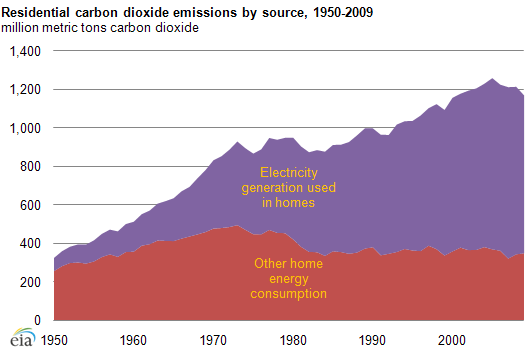 Residential carbon dioxide emissions by source, 1950-2009
million metric tons carbon dioxide
1,400
1,200
1,000
800
600
400
200
0
Electricity
generation used
in homes
Other home
energy
consumption
eia
1950
1960
1970
1980
1990
2000